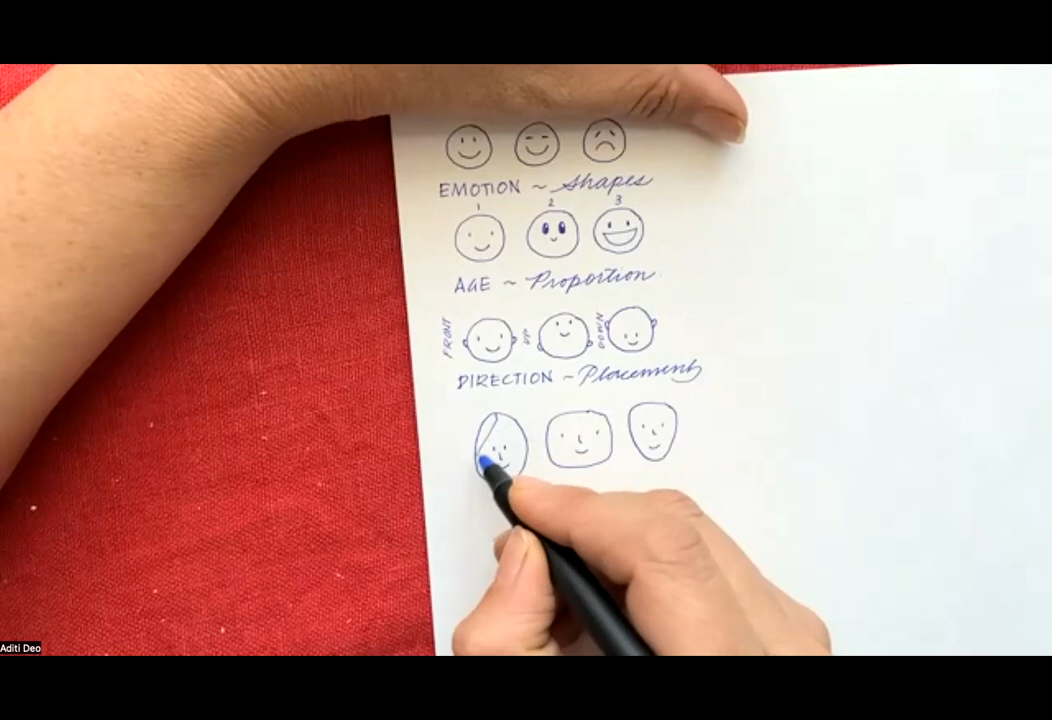 EMOTION ~ Shapes
1 2 3
AGE ~ Proportion
FRONT UP DOWN
DIRECTION ~ Placement
Aditi Deo